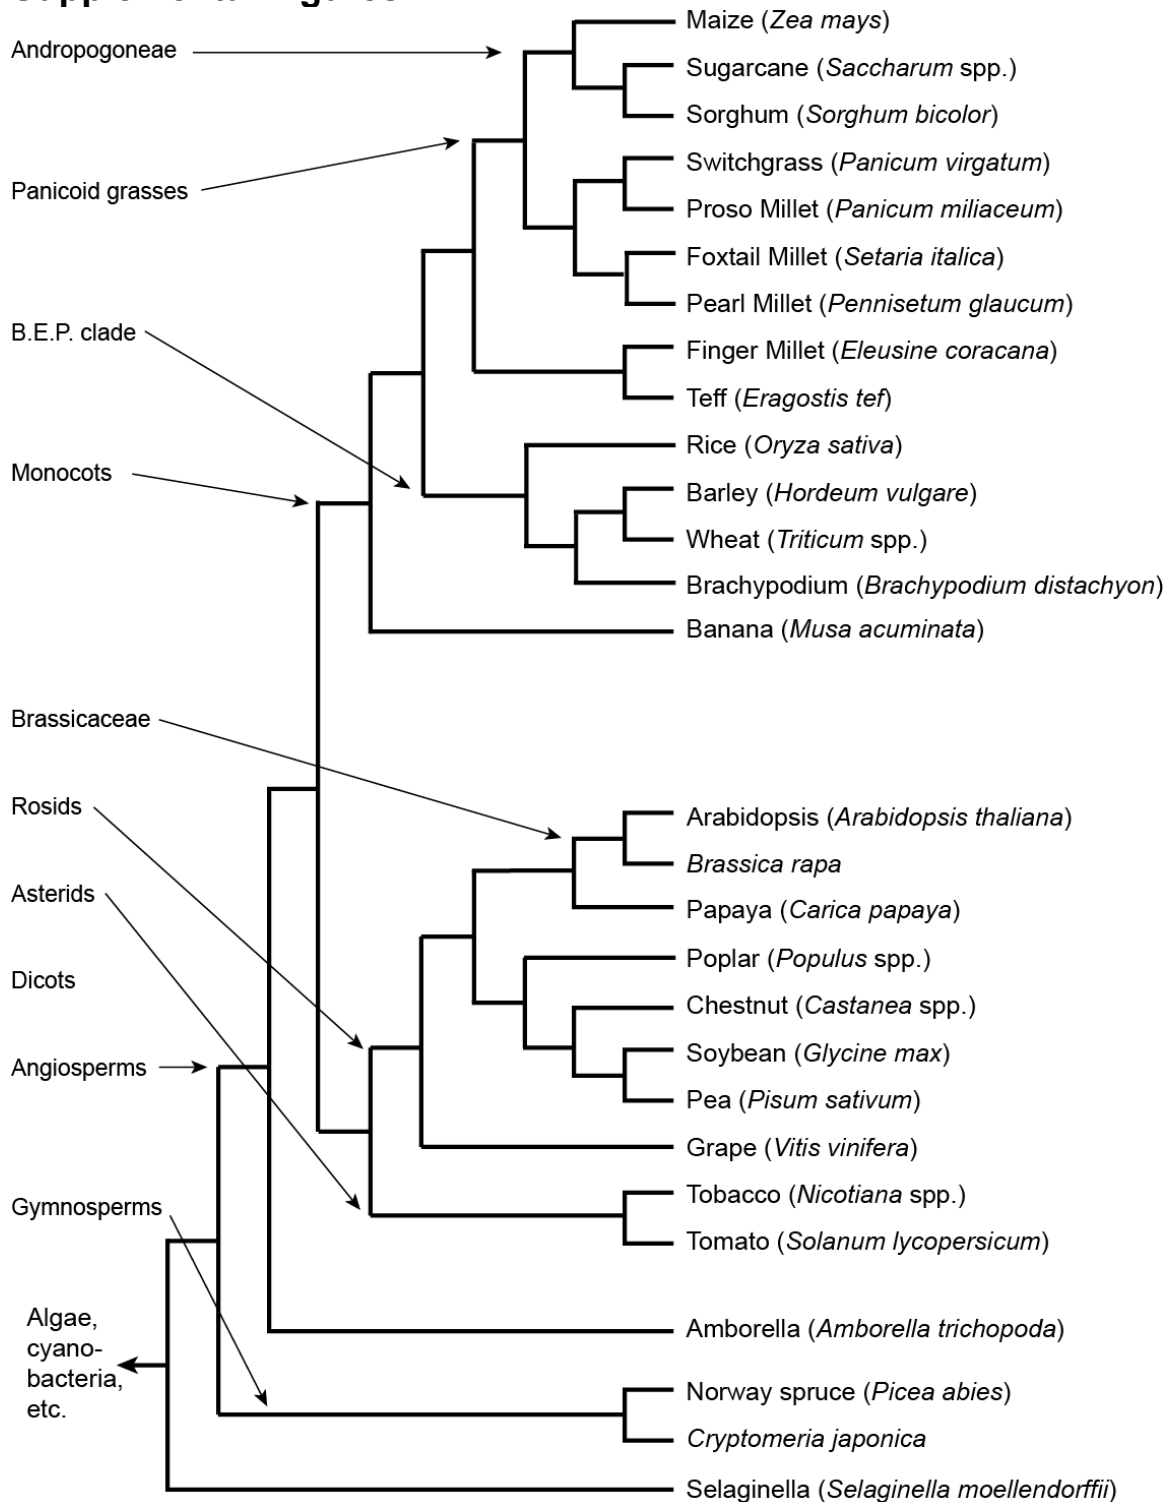 Andropogoneae
Panicoid grasses
B.E.P. clade
Monocots
Brassicaceae
Rosids
Asterids
Dicots
Angiosperms
Gymnosperms
Algae,
cyano-
bacteria,
etc.
Maize (Zea mays)
Sugarcane (Saccharum spp.)
Sorghum (Sorghum bicolor)
Switchgrass (Panicum virgatum)
Proso Millet (Panicum miliaceum)
Foxtail Millet (Setaria italica)
Pearl Millet (Pennisetum glaucum)
Finger Millet (Eleusine coracana)
Teff (Eragostis tef)
Rice (Oryza sativa)
Barley (Hordeum vulgare)
Wheat (Triticum spp.)
Brachypodium (Brachypodium distachyon)
Banana (Musa acuminata)
Arabidopsis (Arabidopsis thaliana)
Brassica rapa
Papaya (Carica papaya)
Poplar (Populus spp.)
Chestnut (Castanea spp.)
Soybean (Glycine max)
Pea (Pisum sativum)
Grape (Vitis vinifera)
Tobacco (Nicotiana spp.)
Tomato (Solanum lycopersicum)
Amborella (Amborella trichopoda)
Norway spruce (Picea abies)
Cryptomeria japonica
Selaginella (Selaginella moellendorffii)